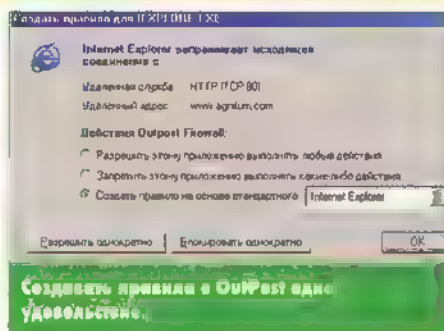 Создать правило для IEXPLORE.EXE
Internet Explorer запрашивает исходящее
соединение с
Удаленная служба HTTP (TCP:80)
Удаленный адрес www.agnitum.com
Действия Outpost Firewall:
Разрешить этому приложению выполнять любые действия
Запретить этому приложению выполнять какие-либо действия
Создать правило на основе стандартного Internet Explorer
Разрешить однократно Блокировать однократно OK
Создавать правила в OutPost одно
удовольствие.